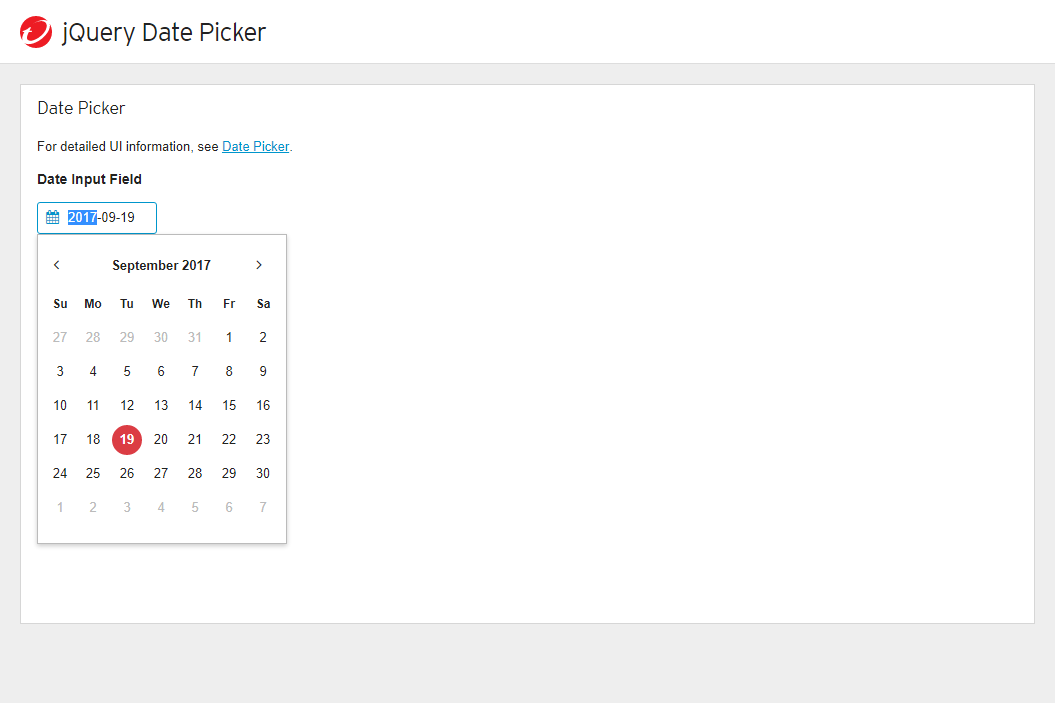 jQuery Date Picker
Date Picker
For detailed UI information, see Date Picker.
Date Input Field
2017-09-19
September 2017
Su Mo Tu We Th Fr Sa
27 28 29 30 31 1 2
3 4 5 6 7 8 9
10 11 12 13 14 15 16
17 18 19 20 21 22 23
24 25 26 27 28 29 30
1 2 3 4 5 6 7